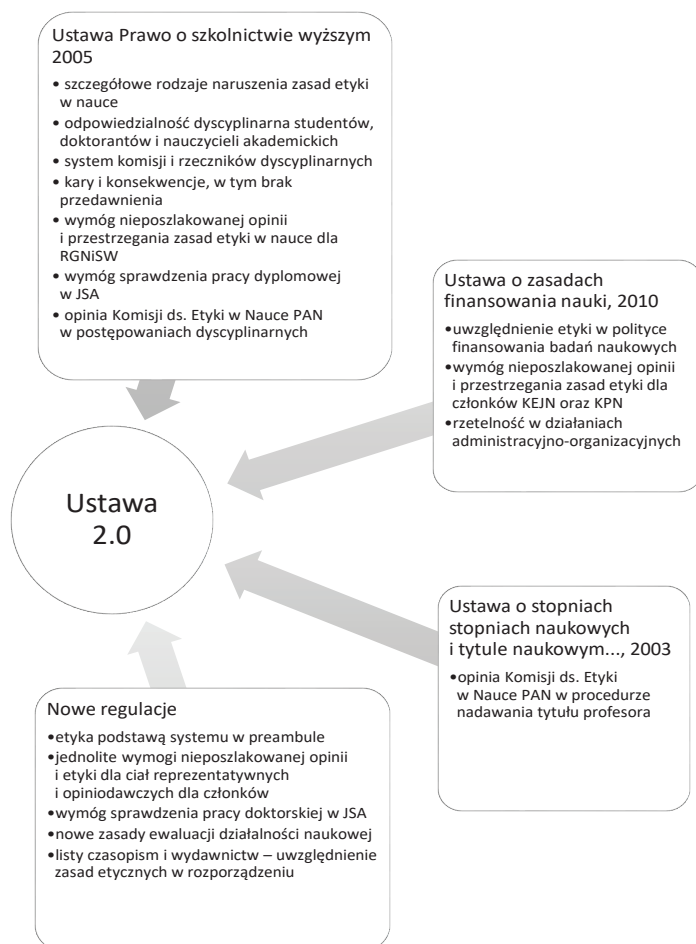 Ustawa Prawo o szkolnictwie wyższym
2005
• szczegółowe rodzaje naruszenia zasad etyki
w nauce
• odpowiedzialność dyscyplinarna studentów,
doktorantów i nauczycieli akademickich
• system komisji i rzeczników dyscyplinarnych
• kary i konsekwencje, w tym brak
przedawnienia
• wymóg nieposzlakowanej opinii
i przestrzegania zasad etyki w nauce dla
RGNiSW
• wymóg sprawdzenia pracy dyplomowej
w JSA
• opinia Komisji ds. Etyki w Nauce PAN
w postępowaniach dyscyplinarnych
Ustawa o zasadach
finansowania nauki, 2010
•uwzględnienie etyki w polityce
finansowania badań naukowych
•wymóg nieposzlakowanej opinii
i przestrzegania zasad etyki dla
członków KEJN oraz KPN
•rzetelność w działaniach
administracyjno-organizacyjnych
Ustawa
2.0
Ustawa o stopniach
stopniach naukowych
i tytule naukowym..., 2003
•opinia Komisji ds. Etyki
w Nauce PAN w procedurze
nadawania tytułu profesora
Nowe regulacje
•etyka podstawą systemu w preambule
•jednolite wymogi nieposzlakowanej opinii
i etyki dla ciał reprezentatywnych
i opiniodawczych dla członków
•wymóg sprawdzenia pracy doktorskiej w JSA
•nowe zasady ewaluacji działalności naukowej
•listy czasopism i wydawnictw – uwzględnienie
zasad etycznych w rozporządzeniu